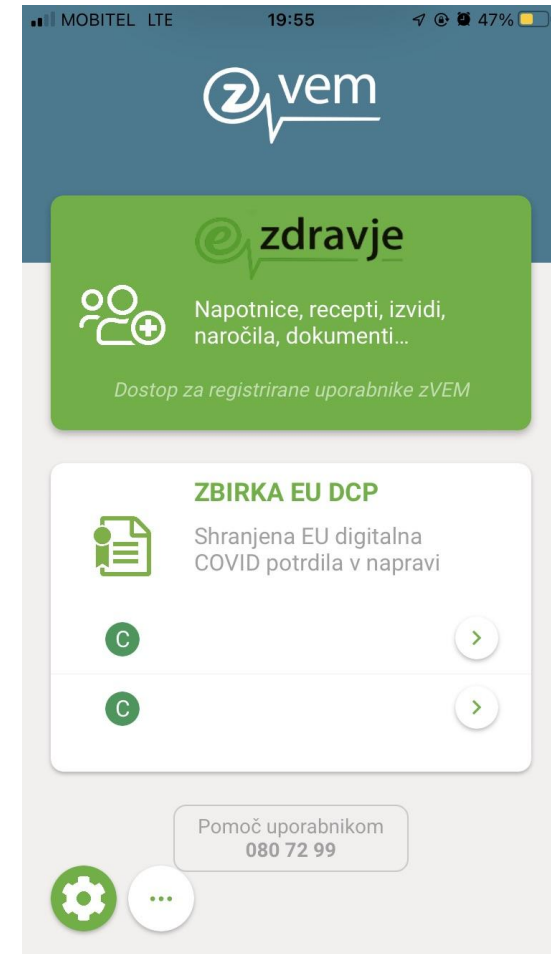 MOBITEL LTE 19:55 47%
z vem
e zdravje
Napotnice, recepti, izvidi,
naročila, dokumenti...
Dostop za registrirane uporabnike zVEM
ZBIRKA EU DCP
Shranjena EU digitalna
COVID potrdila v napravi
C
C
Pomoč uporabnikom
080 72 99